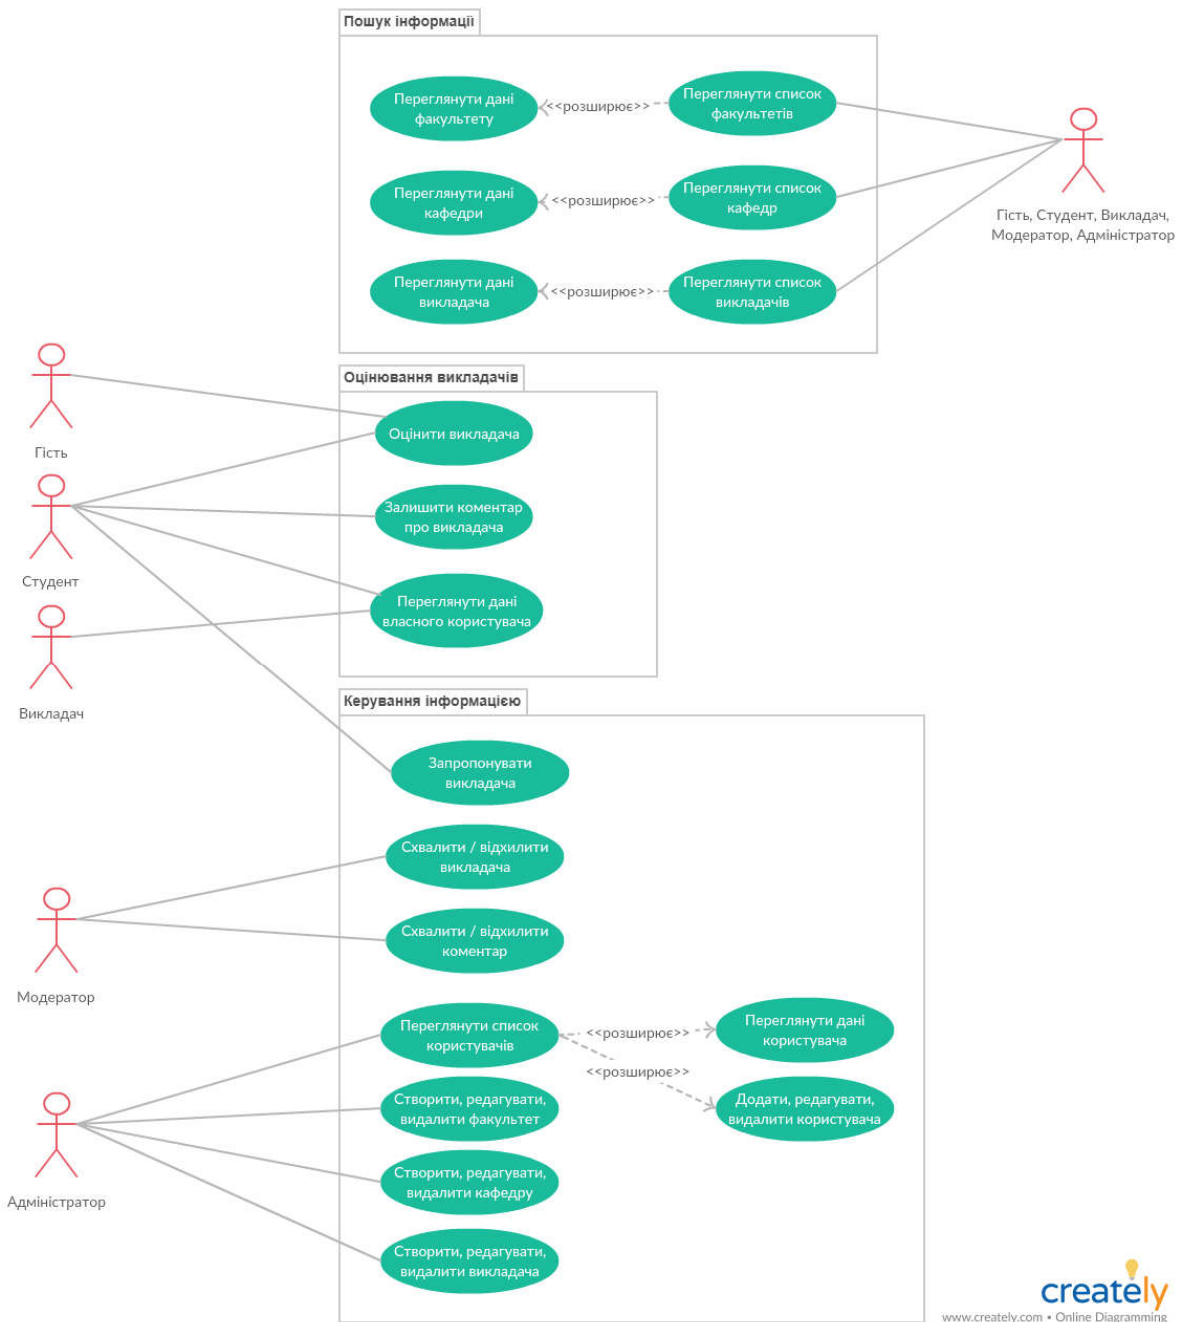 Пошук інформації
Переглянути дані
факультету
<<розширює>>
Переглянути список
факультетів
Переглянути дані
кафедри
<<розширює>>
Переглянути список
кафедр
Гість, Студент, Викладач,
Модератор, Адміністратор
Переглянути дані
викладача
<<розширює>>
Переглянути список
викладачів
Оцінювання викладачів
Гість
Оцінити викладача
Студент
Залишити коментар
про викладача
Викладач
Переглянути дані
власного користувача
Керування інформацією
Запропонувати
викладача
Схвалити / відхилити
викладача
Модератор
Схвалити / відхилити
коментар
Переглянути список
користувачів
<<розширює>>
Переглянути дані
користувача
<<розширює>>
Додати, редагувати,
видалити користувача
Адміністратор
Створити, редагувати,
видалити факультет
Створити, редагувати,
видалити кафедру
Створити, редагувати,
видалити викладача
creately
www.creately.com • Online Diagramming